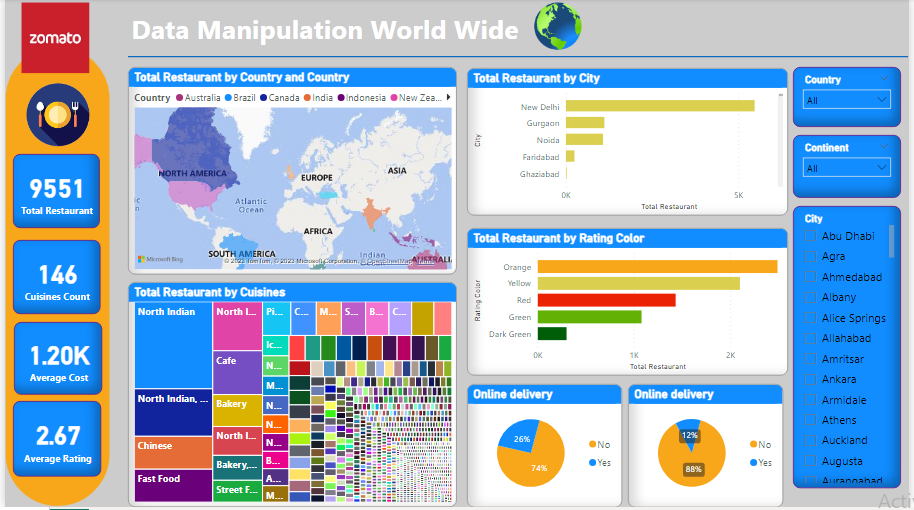 zomato
Data Manipulation World Wide
9551
Total Restaurant
146
Cuisines Count
1.20K
Average Cost
2.67
Average Rating
Total Restaurant by Country and Country
Country Australia Brazil Canada India Indonesia New Zea...
NORTH AMERICA
EUROPE
ASIA
Atlantic
Ocean
AFRICA
SOUTH AMERICA
Indian
AUSTRALIA
Microsoft Bing
© 2023 TomTom, © 2023 Microsoft Corporation, © OpenStreetMap
Total Restaurant by Cuisines
North Indian
North Indian, ...
Chinese
Fast Food
North I...
Cafe
Bakery
North I...
Bakery,...
Street F...
Pi...
Ic...
N...
M...
N...
N...
N...
B...
A...
M...
C...
M...
S...
B...
C...
Total Restaurant by City
City
New Delhi
Gurgaon
Noida
Faridabad
Ghaziabad
0K
5K
Total Restaurant
Total Restaurant by Rating Color
Rating Color
Orange
Yellow
Red
Green
Dark Green
0K
1K
2K
Total Restaurant
Online delivery
26%
74%
No
Yes
Online delivery
12%
88%
No
Yes
Country
All
Continent
All
City
Abu Dhabi
Agra
Ahmedabad
Albany
Alice Springs
Allahabad
Amritsar
Ankara
Armidale
Athens
Auckland
Augusta
Aurangabad
Acti